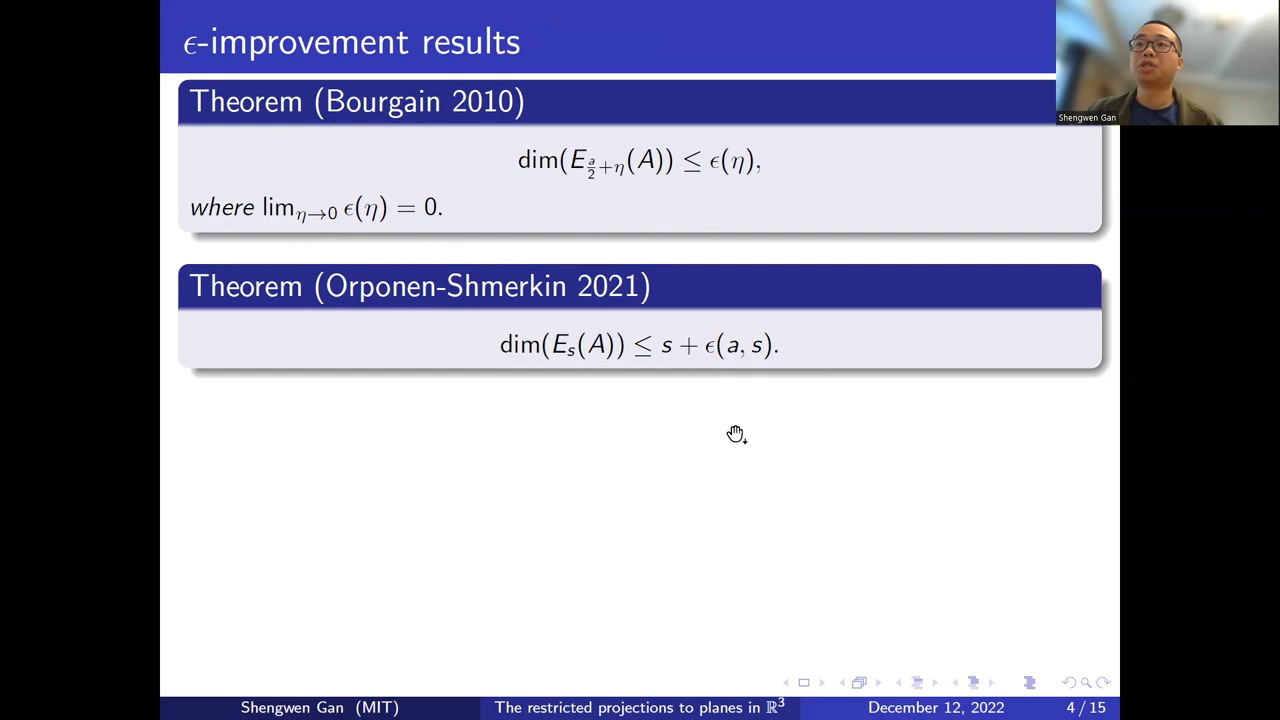 ϵ-improvement results
Shengwen Gan
Theorem (Bourgain 2010)
dim(E_{a/2+η}(A)) ≤ ϵ(η),
where lim_{η→0} ϵ(η) = 0.
Theorem (Orponen-Shmerkin 2021)
dim(E_s(A)) ≤ s + ϵ(a, s).
Shengwen Gan (MIT) The restricted projections to planes in ℝ³ December 12, 2022 4 / 15